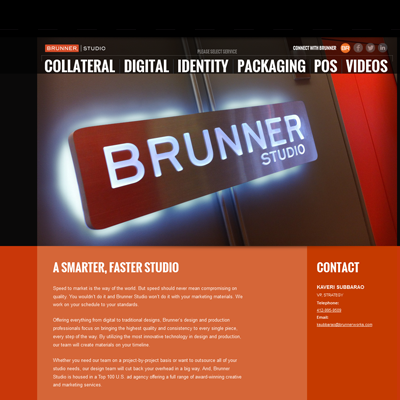 BRUNNER STUDIO
PLEASE SELECT SERVICE
CONNECT WITH BRUNNER
COLLATERAL DIGITAL IDENTITY PACKAGING POS VIDEOS
BRUNNER
STUDIO
A SMARTER, FASTER STUDIO
CONTACT
Speed to market is the way of the world. But speed should never mean compromising on
quality. You wouldn't do it and Brunner Studio won't do it with your marketing materials. We
work on your schedule to your standards.
Offering everything from digital to traditional designs, Brunner's design and production
professionals focus on bringing the highest quality and consistency to every single piece,
every step of the way. By utilizing the most innovative technology in design and production,
our team will create materials on your timeline.
Whether you need our team on a project-by-project basis or want to outsource all of your
studio needs, our design team will cut back your overhead in a big way. And, Brunner
Studio is housed in a Top 100 U.S. ad agency offering a full range of award-winning creative
and marketing services.
KAVERI SUBBARAO
VP, STRATEGY
Telephone:
Email: